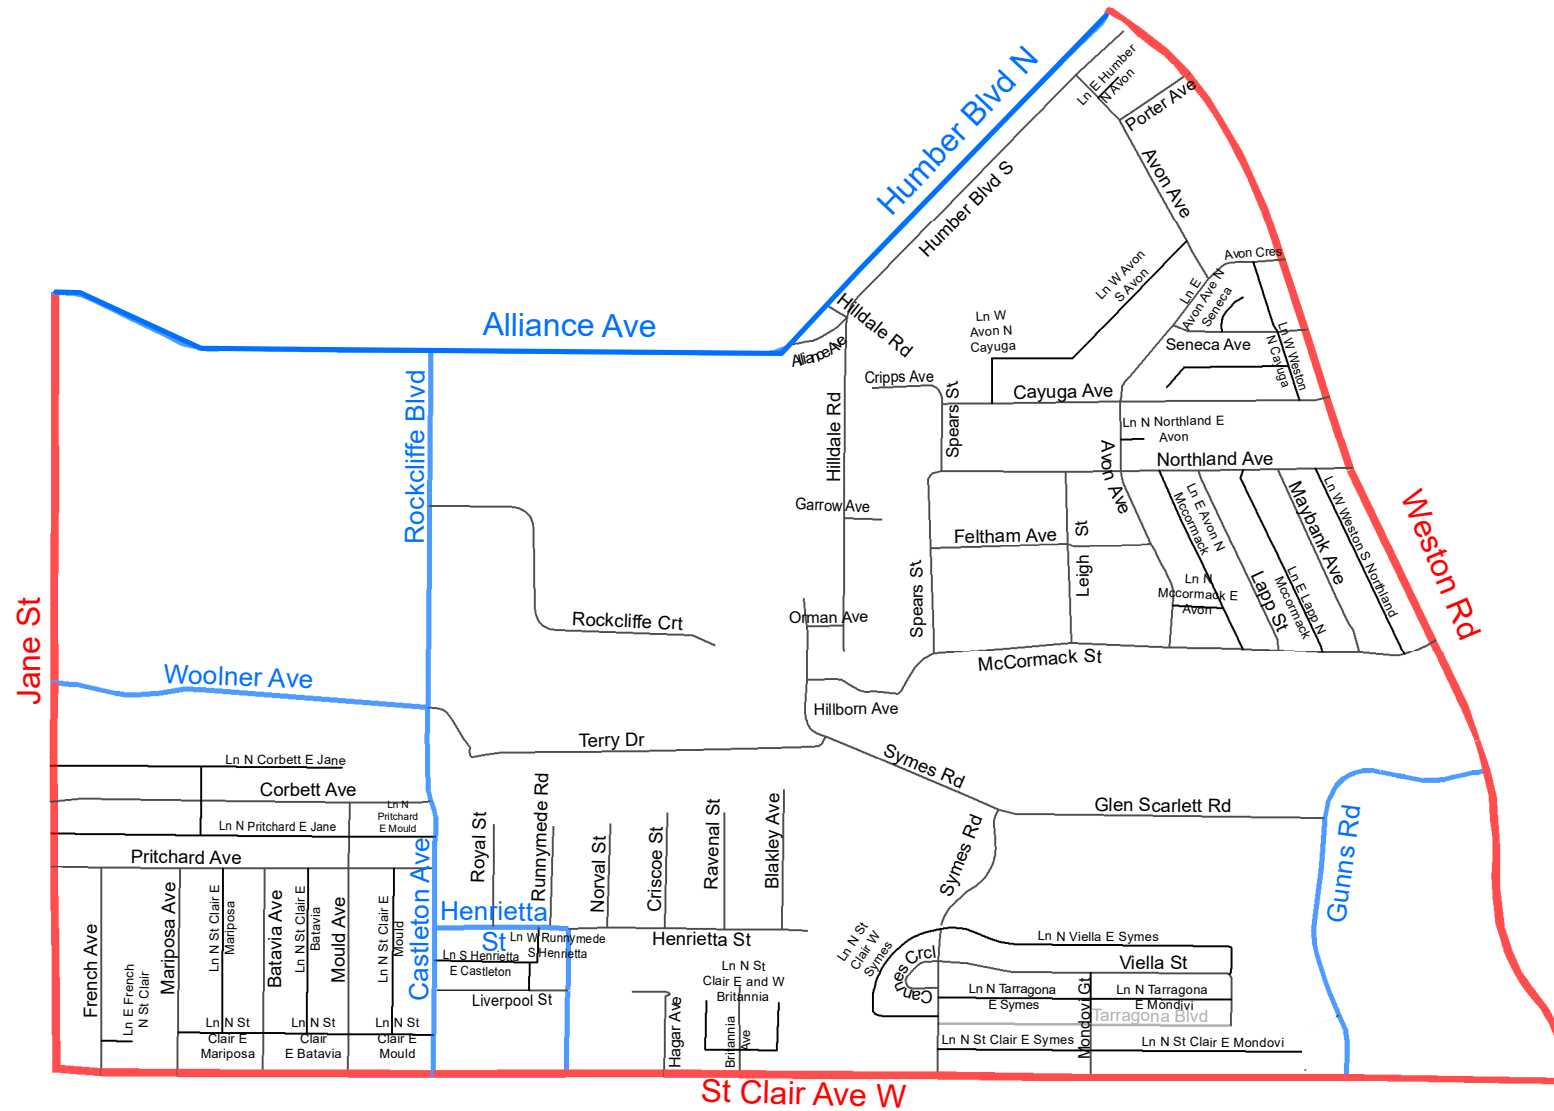 Humber Blvd N
Ln E Humber
N Avon
Porter Ave
Humber Blvd S
Avon Ave
Ln W Avon
S Avon
Avon Cres
Ln E
Avon Ave N
Seneca
Hilldale Rd
Alliance Ave
Alliance Ave
Ln W
Avon N
Cayuga
Seneca Ave
Ln W Weston
N Cayuga
Cripps Ave
Spears St
Cayuga Ave
Rockcliffe Blvd
Hilldale Rd
Ln N Northland E
Avon
Northland Ave
Avon Ave
Garrow Ave
Feltham Ave
Leigh St
Ln E Avon N
Mccormack
Maybank Ave
Ln W Weston S Northland
Weston Rd
Spears St
Ln N
Mccormack E
Avon
Lapp St
Ln E Lapp N
Mccormack
Orman Ave
Rockcliffe Crt
McCormack St
Jane St
Woolner Ave
Hillborn Ave
Terry Dr
Symes Rd
Ln N Corbett E Jane
Corbett Ave
Ln N
Pritchard
E Mould
Ln N Pritchard E Jane
Pritchard Ave
Glen Scarlett Rd
Gunns Rd
Symes Rd
Royal St
Runnymede Rd
Norval St
Criscoe St
Ravenal St
Blakley Ave
Castleton Ave
Henrietta
St
Henrietta St
Ln W Runnymede
S Henrietta
Ln S Henrietta
E Castleton
Liverpool St
French Ave
Ln E French
N St Clair
Mariposa Ave
Ln N St Clair E
Mariposa
Batavia Ave
Ln N St Clair E
Batavia
Mould Ave
Ln N St Clair E
Mould
Ln N St
Clair E
Mariposa
Ln N St
Clair
E Batavia
Ln N St
Clair E
Mould
Hagar Ave
Ln N St
Clair E and W
Britannia
Britannia
Ave
Ln N St
Clair W
Symes
Canvas Crcl
Ln N Viella E Symes
Viella St
Ln N Tarragona
E Symes
Mondovi Gt
Ln N Tarragona
E Mondivi
Tarragona Blvd
Ln N St Clair E Symes
Ln N St Clair E Mondovi
St Clair Ave W